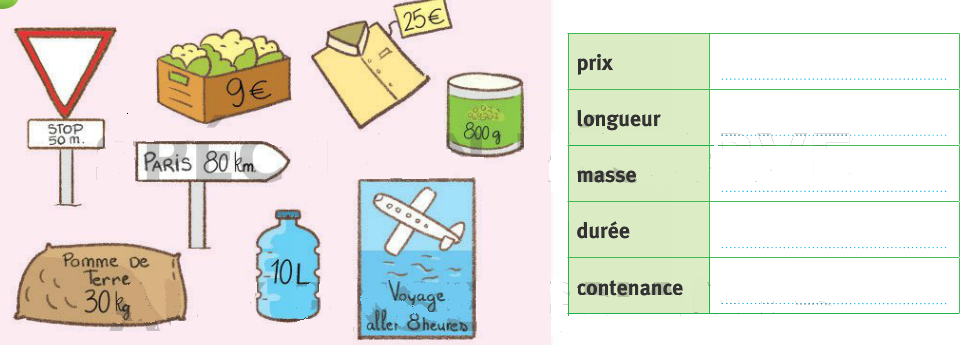 25€
9€
STOP
50 m.
800g
PARIS 80 km
Pomme De
Terre
30 kg
10L
Voyage
aller 8 heures
prix
longueur
masse
durée
contenance